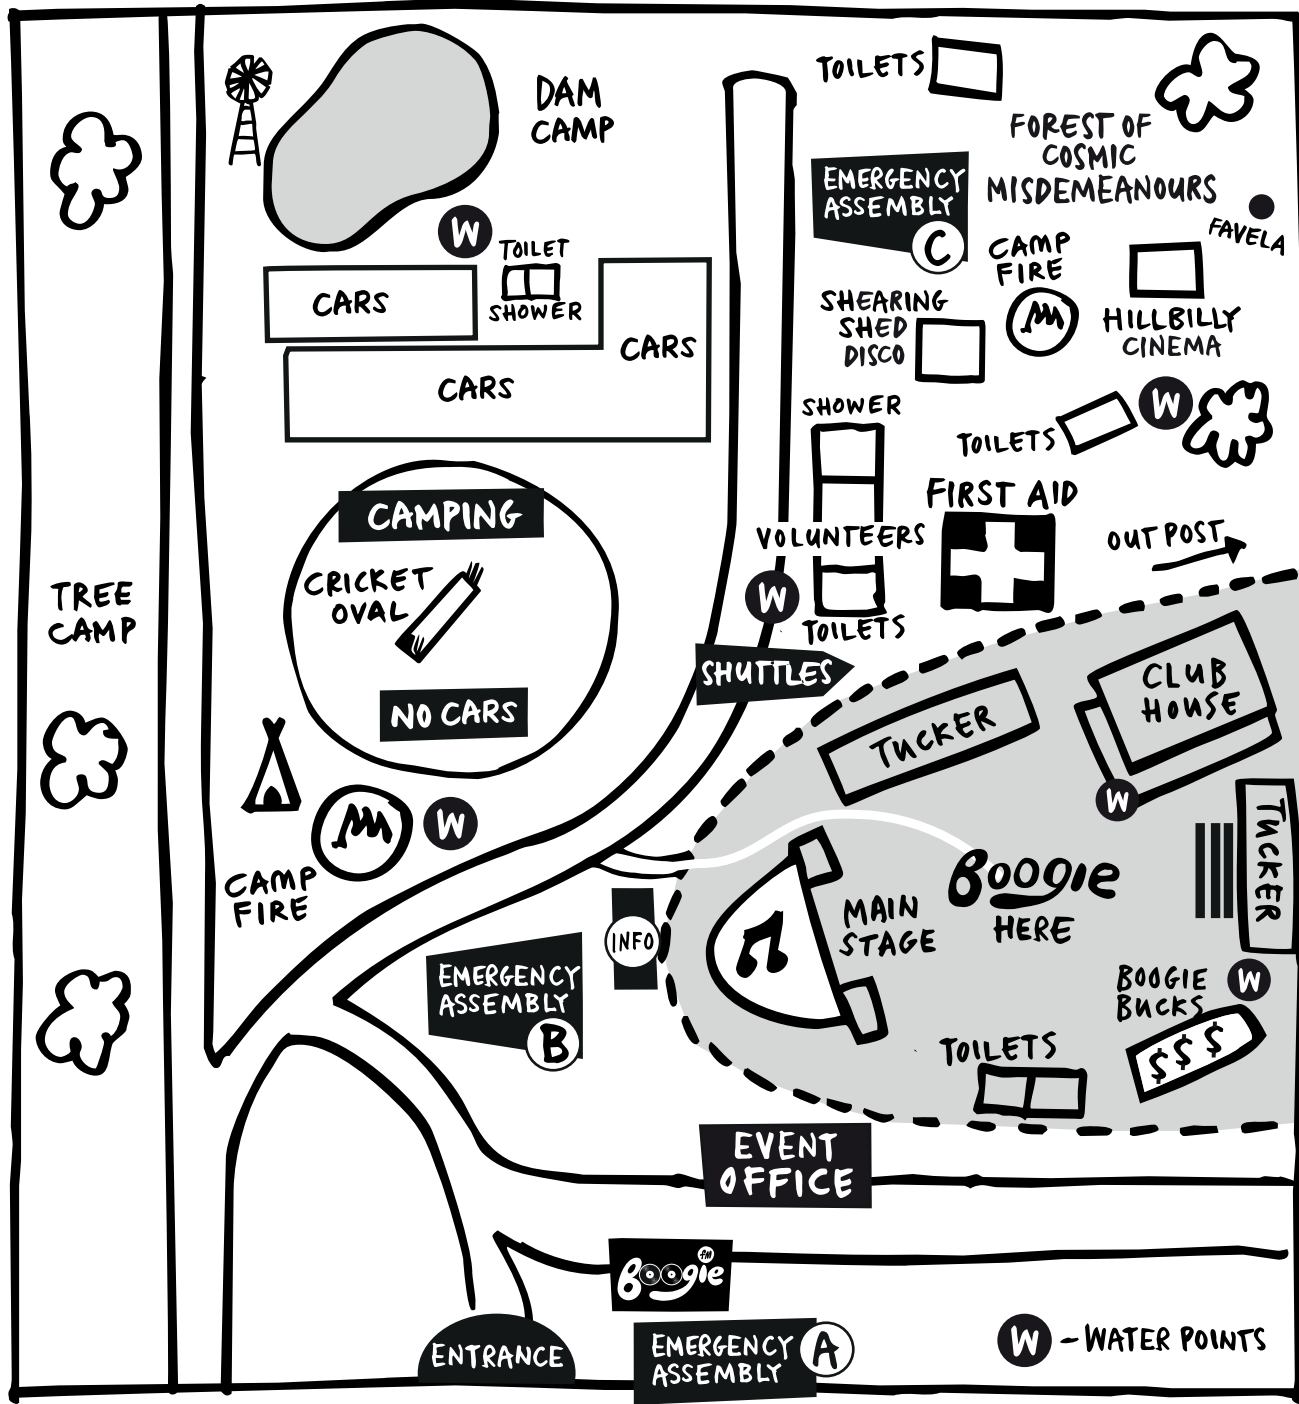 TOILETS
DAM
CAMP
FOREST OF
COSMIC
MISDEMEANOURS
EMERGENCY
ASSEMBLY
C
FAVELA
W
TOILET
SHOWER
CAMP
FIRE
CARS
CARS
CARS
SHEARING
SHED
DISCO
HILLBILLY
CINEMA
SHOWER
W
TOILETS
CAMPING
FIRST AID
VOLUNTEERS
OUTPOST
CRICKET
OVAL
TREE
CAMP
W
TOILETS
SHUTTLES
NO CARS
TUCKER
CLUB
HOUSE
W
W
TUCKER
CAMP
FIRE
BOOGIE
HERE
MAIN
STAGE
INFO
EMERGENCY
ASSEMBLY
B
BOOGIE
BUCKS
W
$ $ $
TOILETS
EVENT
OFFICE
BOOGIE FM
ENTRANCE
EMERGENCY
ASSEMBLY
A
W - WATER POINTS